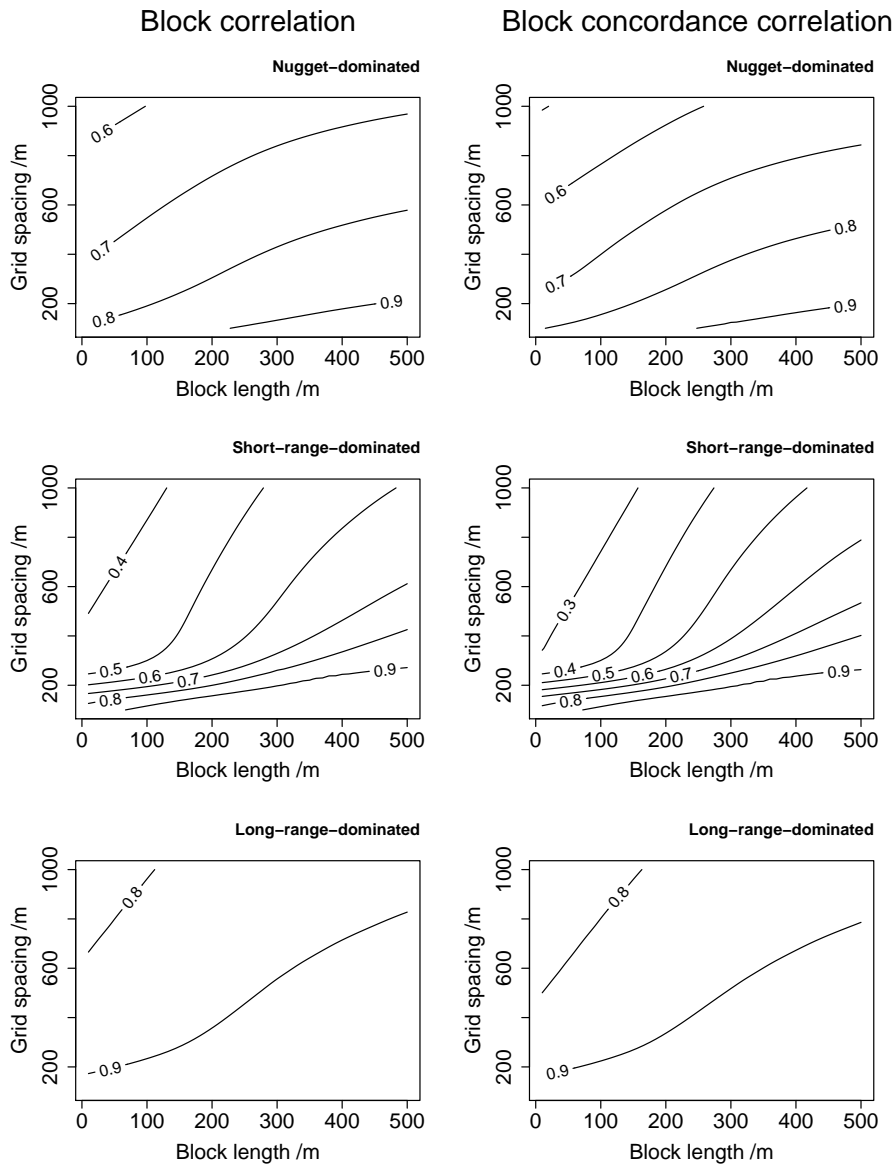 Block correlation
Block concordance correlation
Nugget−dominated
Grid spacing /m
200 600 1000
0.6
0.7
0.8
0.9
0 100 200 300 400 500
Block length /m
Nugget−dominated
Grid spacing /m
200 600 1000
0.6
0.7
0.8
0.9
0 100 200 300 400 500
Block length /m
Short−range−dominated
Grid spacing /m
200 600 1000
0.4
0.5
0.6
0.7
0.8
0.9
0 100 200 300 400 500
Block length /m
Short−range−dominated
Grid spacing /m
200 600 1000
0.3
0.4
0.5
0.6
0.7
0.8
0.9
0 100 200 300 400 500
Block length /m
Long−range−dominated
Grid spacing /m
200 600 1000
0.8
0.9
0 100 200 300 400 500
Block length /m
Long−range−dominated
Grid spacing /m
200 600 1000
0.8
0.9
0 100 200 300 400 500
Block length /m